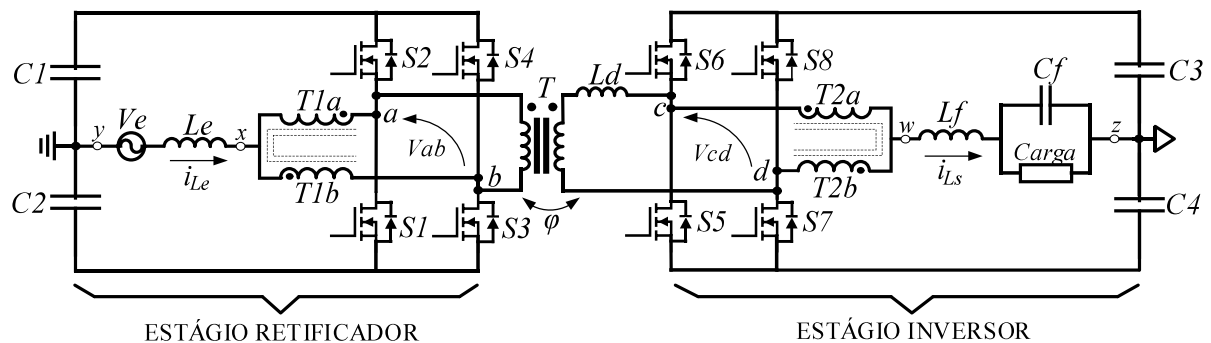 C1
C2
y
Ve
Le
iLe
x
T1a
T1b
S2
S4
a
Vab
b
S1
S3
T
φ
Ld
S6
S8
c
Vcd
d
S5
S7
T2a
T2b
w
Lf
iLs
Cf
Carga
z
C3
C4
ESTÁGIO RETIFICADOR
ESTÁGIO INVERSOR